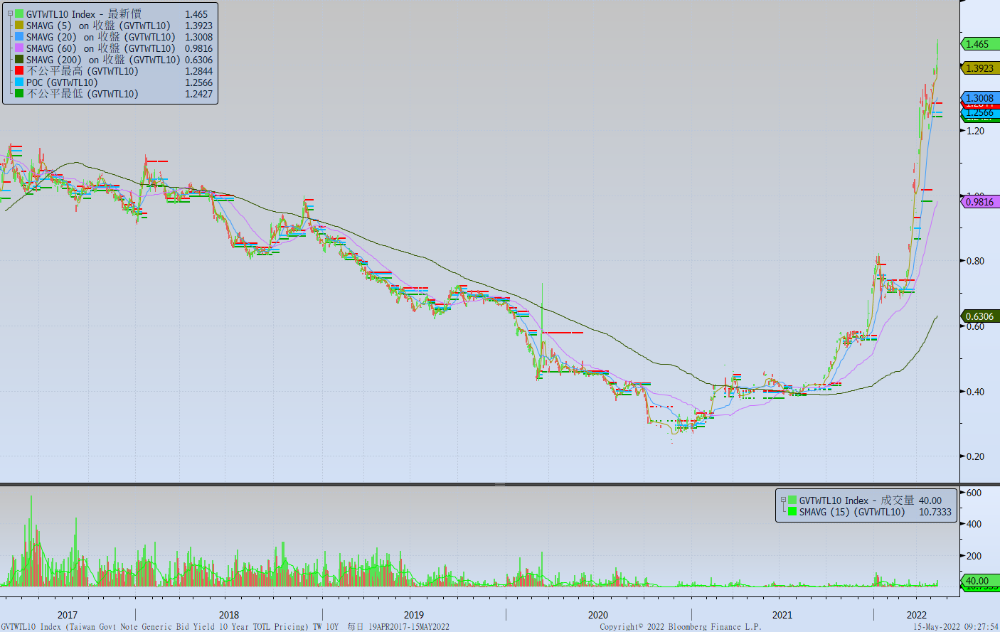 GVTWTL10 Index - 最新價 1.465
SMAVG (5) on 收盤 (GVTWTL10) 1.3923
SMAVG (20) on 收盤 (GVTWTL10) 1.3008
SMAVG (60) on 收盤 (GVTWTL10) 0.9816
SMAVG (200) on 收盤 (GVTWTL10) 0.6306
不公平最高 (GVTWTL10) 1.2844
POC (GVTWTL10) 1.2566
不公平最低 (GVTWTL10) 1.2427
1.465
1.3923
1.3008
1.2566
1.20
0.9816
0.80
0.6306
0.60
0.40
0.20
GVTWTL10 Index - 成交量 40.00
SMAVG (15) (GVTWTL10) 10.7333
600
400
200
40.00
2017 2018 2019 2020 2021 2022
GVTWTL10 Index (Taiwan Govt Note Generic Bid Yield 10 Year TOTL Pricing) TW 10Y 每日 19APR2017-15MAY2022 Copyright© 2022 Bloomberg Finance L.P. 15-May-2022 09:27:54